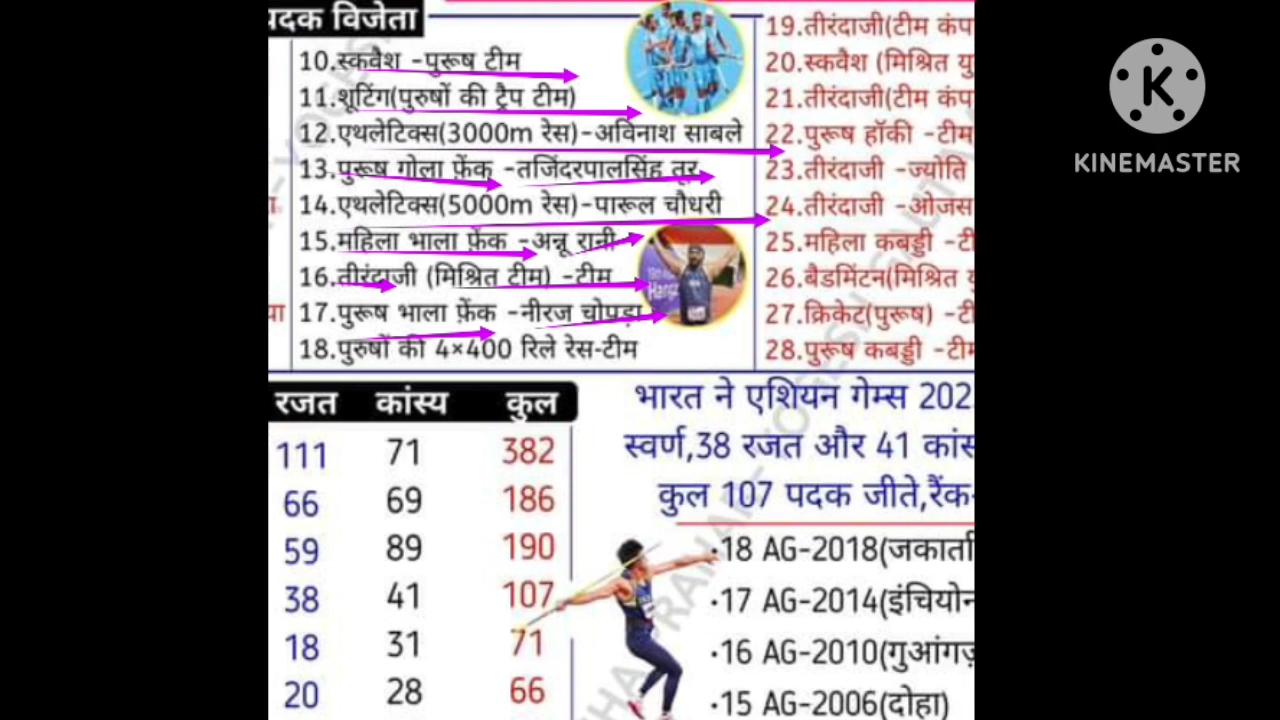 पदक विजेता
10.स्कवैश -पुरूष टीम
11.शूटिंग(पुरुषों की ट्रैप टीम)
12.एथलेटिक्स(3000m रेस)-अविनाश साबले
13.पुरूष गोला फ़ेंक -तजिंदरपालसिंह तूर
14.एथलेटिक्स(5000m रेस)-पारूल चौधरी
15.महिला भाला फ़ेंक -अन्नू रानी
16.तीरंदाजी (मिश्रित टीम) -टीम
17.पुरूष भाला फ़ेंक -नीरज चोपड़ा
18.पुरुषों की 4×400 रिले रेस-टीम
19.तीरंदाजी(टीम कंपा
20.स्कवैश (मिश्रित यु
21.तीरंदाजी(टीम कंपा
22.पुरूष हॉकी -टीम
23.तीरंदाजी -ज्योति
24.तीरंदाजी -ओजस
25.महिला कबड्डी -टी
26.बैडमिंटन(मिश्रित
27.क्रिकेट(पुरूष) -टी
28.पुरूष कबड्डी -टीम
KINEMASTER
रजत कांस्य कुल
111 71 382
66 69 186
59 89 190
38 41 107
18 31 71
20 28 66
भारत ने एशियन गेम्स 202
स्वर्ण,38 रजत और 41 कांस
कुल 107 पदक जीते,रैंक-
·18 AG-2018(जकार्ता
·17 AG-2014(इंचियोन
·16 AG-2010(गुआंगज़
·15 AG-2006(दोहा)